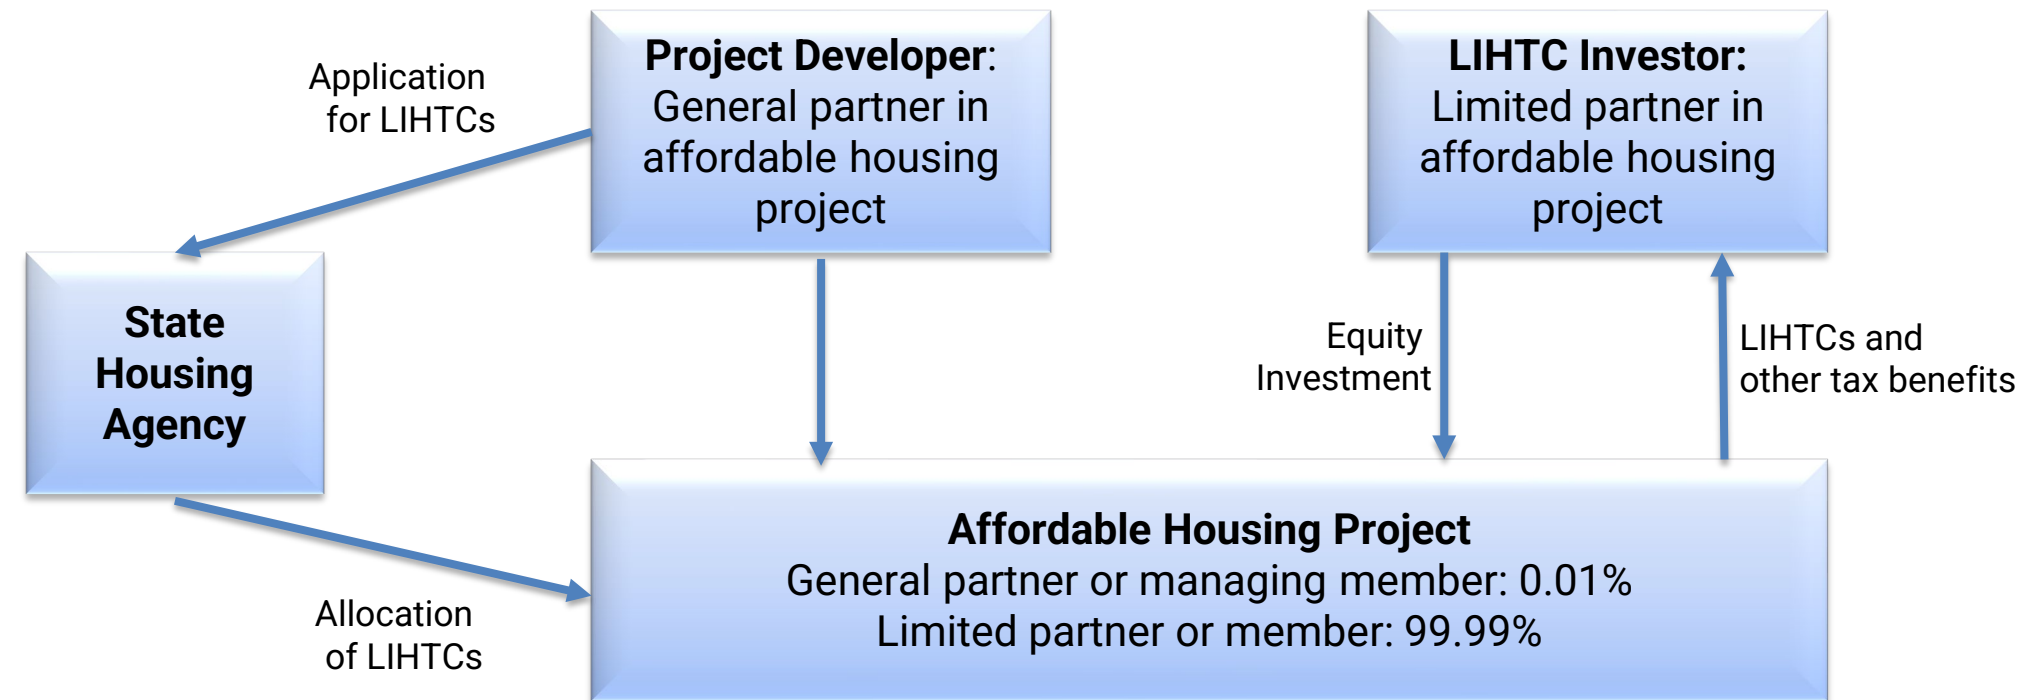 Application
for LIHTCs
Project Developer:
General partner in
affordable housing
project
LIHTC Investor:
Limited partner in
affordable housing
project
State
Housing
Agency
Equity
Investment
LIHTCs and
other tax benefits
Allocation
of LIHTCs
Affordable Housing Project
General partner or managing member: 0.01%
Limited partner or member: 99.99%